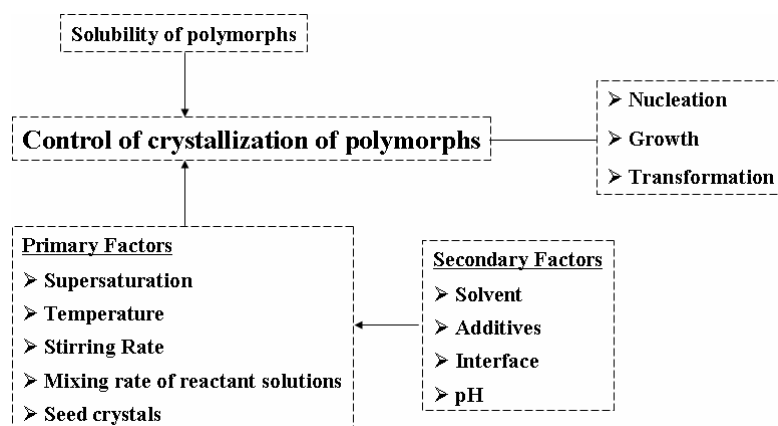 Solubility of polymorphs
Control of crystallization of polymorphs
➢ Nucleation
➢ Growth
➢ Transformation
Primary Factors
➢ Supersaturation
➢ Temperature
➢ Stirring Rate
➢ Mixing rate of reactant solutions
➢ Seed crystals
Secondary Factors
➢ Solvent
➢ Additives
➢ Interface
➢ pH